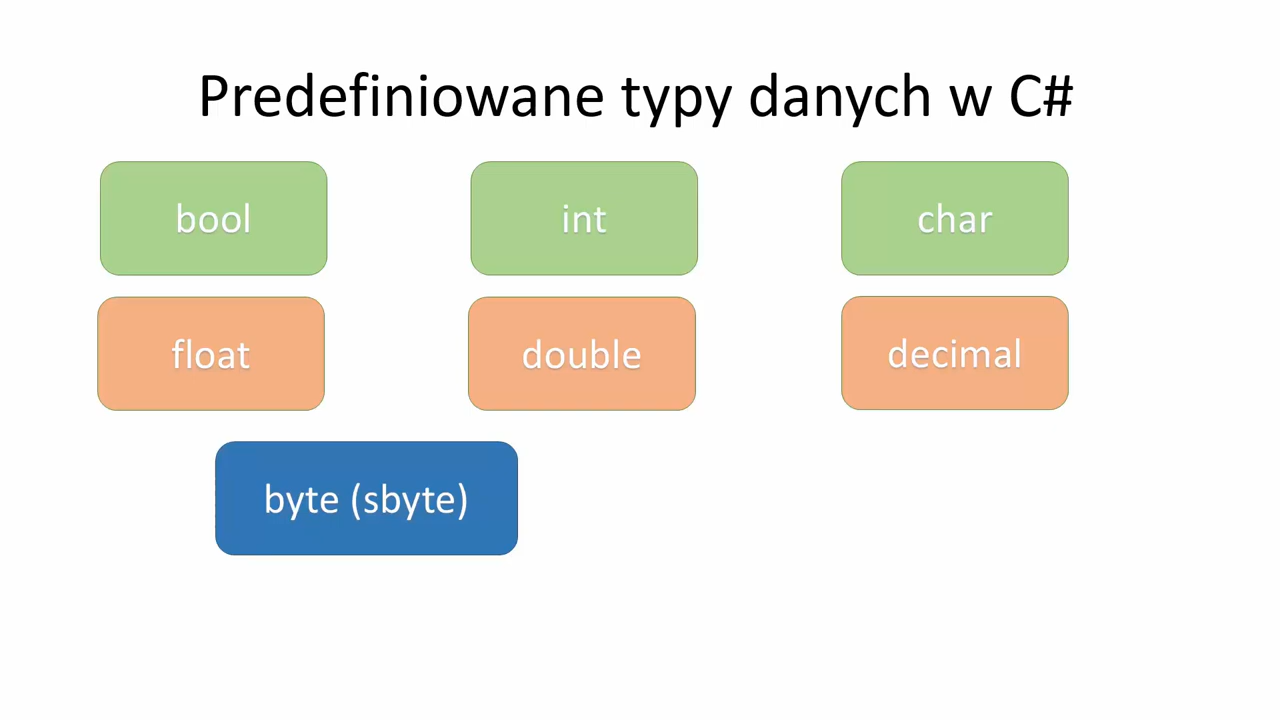 Predefiniowane typy danych w C#
bool
int
char
float
double
decimal
byte (sbyte)